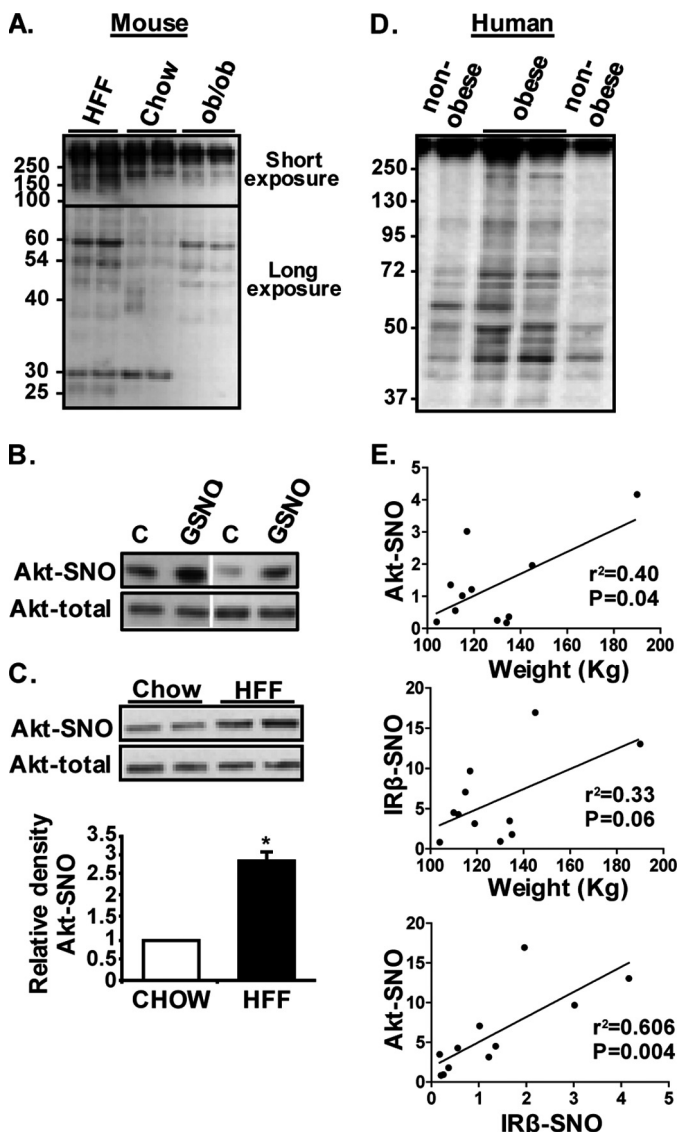 A.
Mouse
HFF
Chow
ob/ob
250
150
100
Short
exposure
60
54
40
30
25
Long
exposure
B.
C
GSNO
C
GSNO
Akt-SNO
Akt-total
C.
Chow
HFF
Akt-SNO
Akt-total
Relative density
Akt-SNO
3.5
3
2.5
2
1.5
1
0.5
0
*
CHOW
HFF
D.
Human
non-
obese
obese
non-
obese
250
130
95
72
50
37
E.
Akt-SNO
5
4
3
2
1
0
r²=0.40
P=0.04
100
120
140
160
180
200
Weight (Kg)
IRβ-SNO
20
15
10
5
0
r²=0.33
P=0.06
100
120
140
160
180
200
Weight (Kg)
Akt-SNO
20
15
10
5
0
r²=0.606
P=0.004
0
1
2
3
4
5
IRβ-SNO